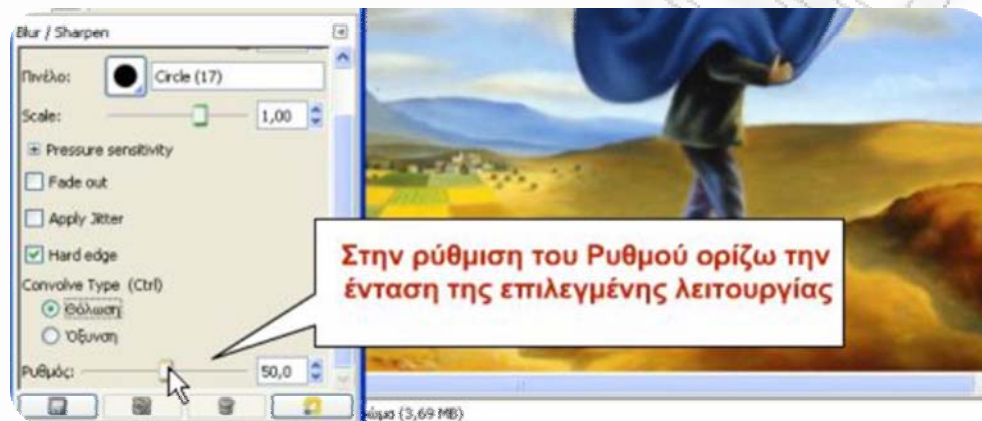 Blur / Sharpen
Πινέλο: Circle (17)
Scale: 1,00
Pressure sensitivity
Fade out
Apply Jitter
Hard edge
Convolve Type (Ctrl)
Θόλωση
Όξυνση
Ρυθμός: 50,0
Στην ρύθμιση του Ρυθμού ορίζω την
ένταση της επιλεγμένης λειτουργίας
(3,69 MB)